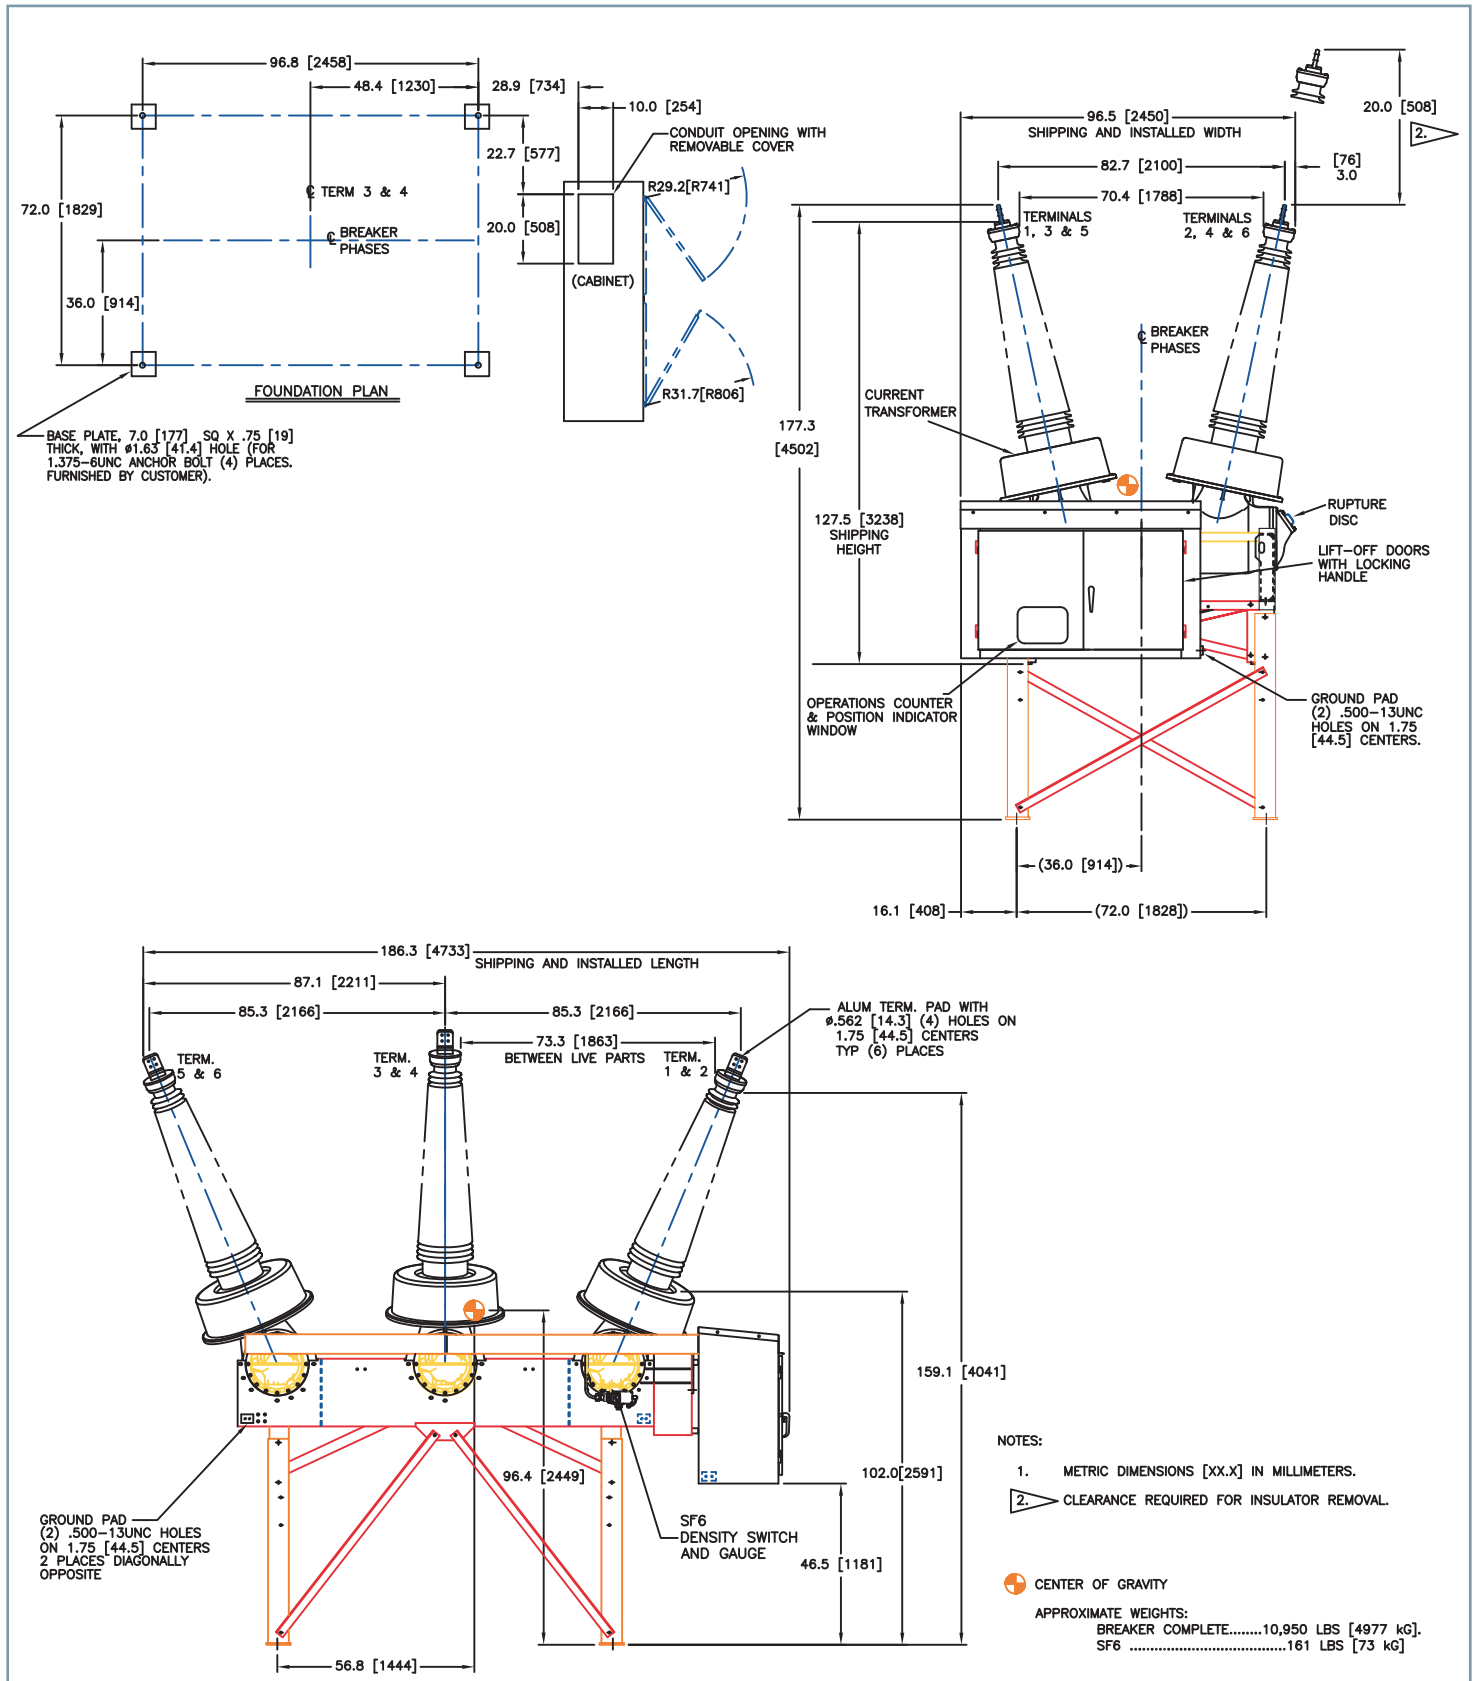 96.8 [2458]
48.4 [1230]
28.9 [734]
10.0 [254]
CONDUIT OPENING WITH
REMOVABLE COVER
22.7 [577]
R29.2[R741]
℄ TERM 3 & 4
72.0 [1829]
20.0 [508]
℄ BREAKER
PHASES
(CABINET)
36.0 [914]
R31.7[R806]
FOUNDATION PLAN
BASE PLATE, 7.0 [177] SQ X .75 [19]
THICK, WITH ø1.63 [41.4] HOLE (FOR
1.375-6UNC ANCHOR BOLT (4) PLACES.
FURNISHED BY CUSTOMER).
20.0 [508]
2.
96.5 [2450]
SHIPPING AND INSTALLED WIDTH
82.7 [2100]
[76]
3.0
70.4 [1788]
TERMINALS
1, 3 & 5
TERMINALS
2, 4 & 6
℄ BREAKER
PHASES
CURRENT
TRANSFORMER
177.3
[4502]
127.5 [3238]
SHIPPING
HEIGHT
RUPTURE
DISC
LIFT-OFF DOORS
WITH LOCKING
HANDLE
OPERATIONS COUNTER
& POSITION INDICATOR
WINDOW
GROUND PAD
(2) .500-13UNC
HOLES ON 1.75
[44.5] CENTERS.
(36.0 [914])
16.1 [408]
(72.0 [1828])
186.3 [4733]
SHIPPING AND INSTALLED LENGTH
87.1 [2211]
85.3 [2166]
85.3 [2166]
73.3 [1863]
BETWEEN LIVE PARTS
ALUM TERM. PAD WITH
ø.562 [14.3] (4) HOLES ON
1.75 [44.5] CENTERS
TYP (6) PLACES
TERM.
5 & 6
TERM.
3 & 4
TERM.
1 & 2
159.1 [4041]
96.4 [2449]
102.0[2591]
46.5 [1181]
GROUND PAD
(2) .500-13UNC HOLES
ON 1.75 [44.5] CENTERS
2 PLACES DIAGONALLY
OPPOSITE
SF6
DENSITY SWITCH
AND GAUGE
56.8 [1444]
NOTES:
1. METRIC DIMENSIONS [XX.X] IN MILLIMETERS.
2. CLEARANCE REQUIRED FOR INSULATOR REMOVAL.
CENTER OF GRAVITY
APPROXIMATE WEIGHTS:
BREAKER COMPLETE........10,950 LBS [4977 kG].
SF6 ......................................161 LBS [73 kG]